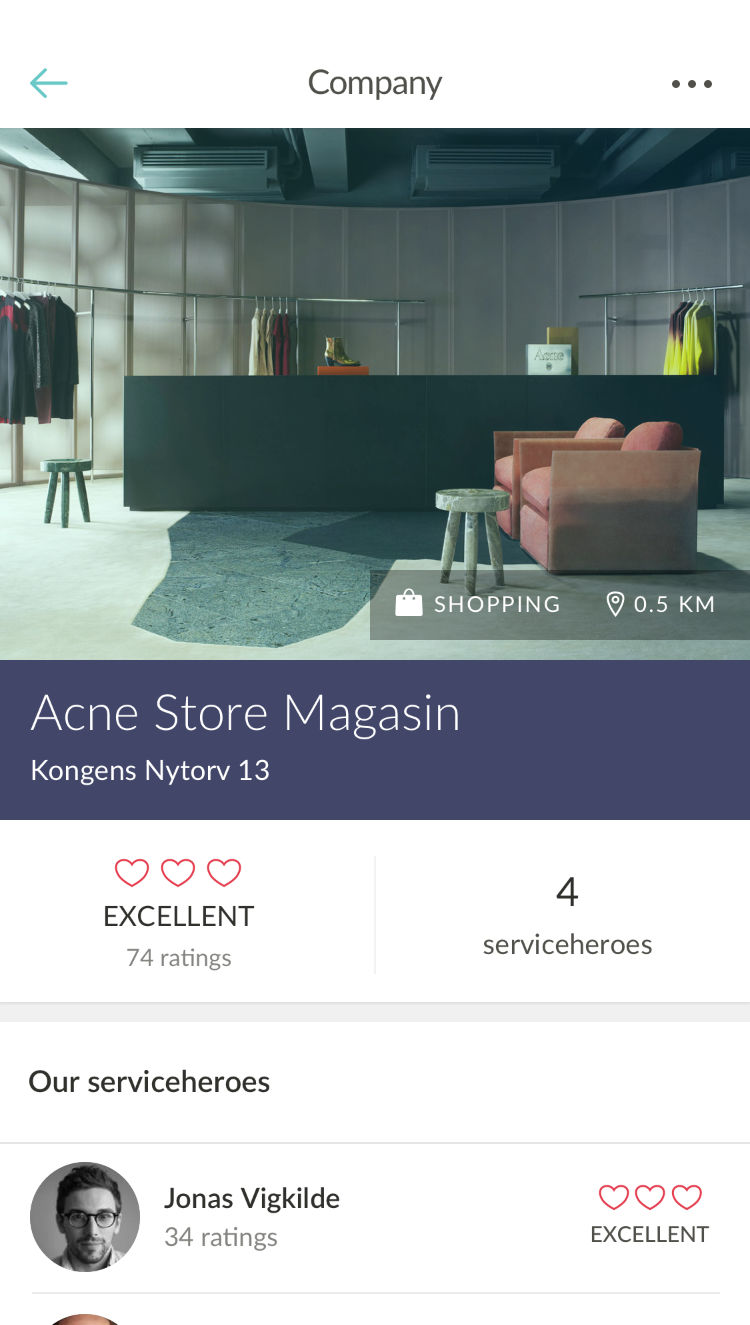 Company
Acne
SHOPPING 0.5 KM
Acne Store Magasin
Kongens Nytorv 13
EXCELLENT
74 ratings
4
serviceheroes
Our serviceheroes
Jonas Vigkilde
34 ratings
EXCELLENT